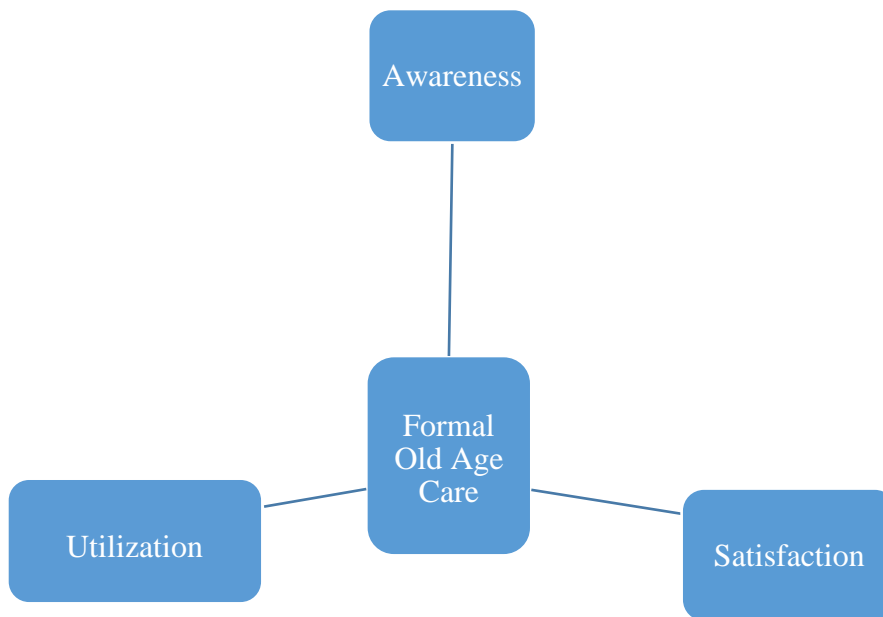 Awareness
Formal
Old Age
Care
Utilization
Satisfaction